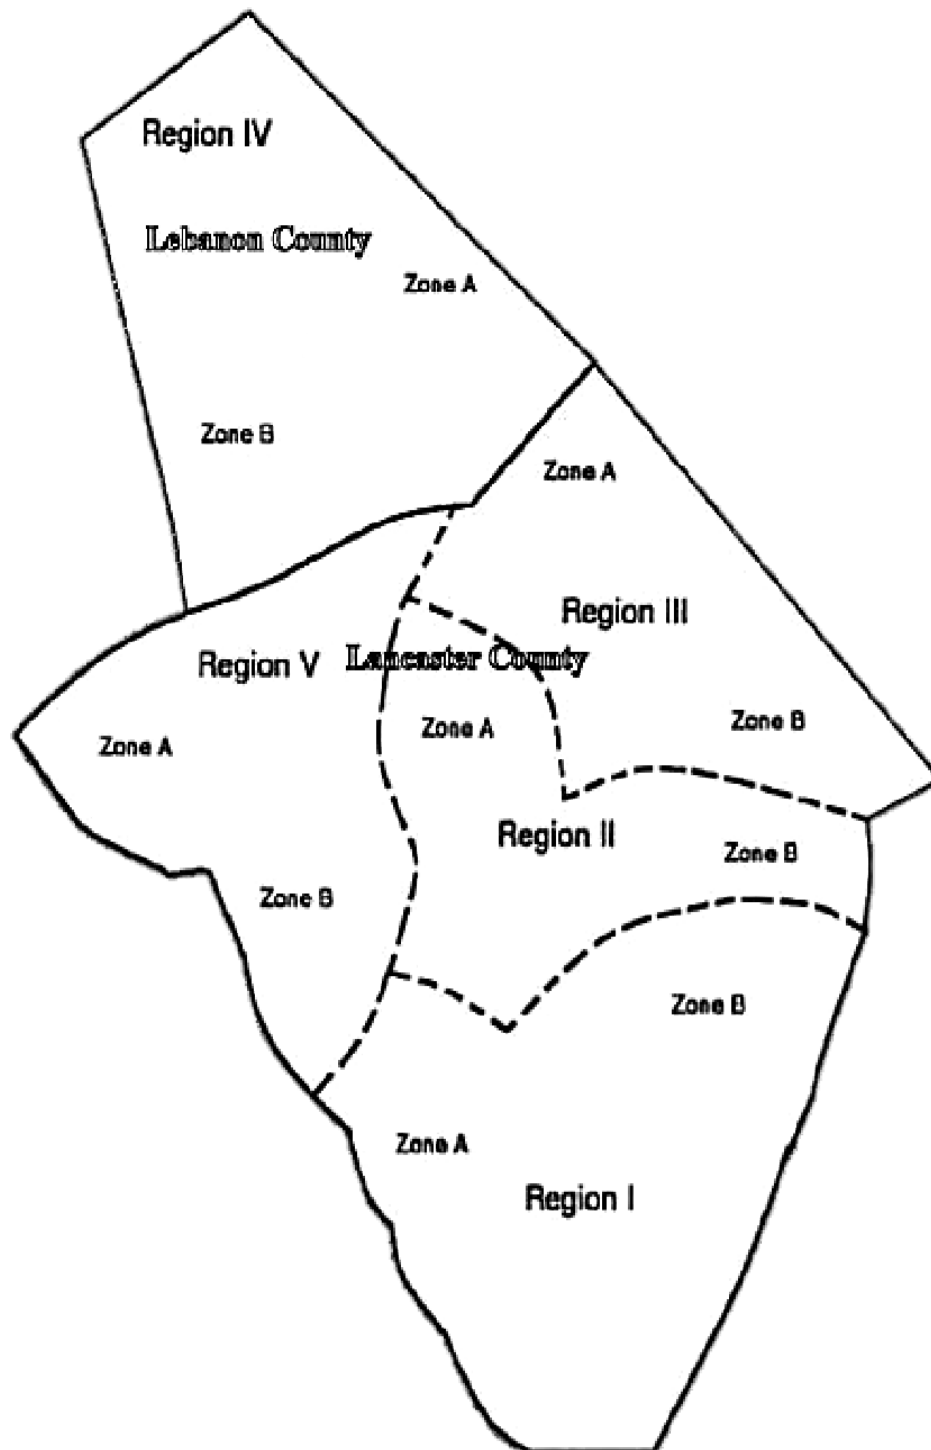 Region IV
Lebanon County
Zone A
Zone B
Zone A
Region III
Region V
Lancaster County
Zone B
Zone A
Zone A
Region II
Zone B
Zone B
Zone B
Zone A
Region I